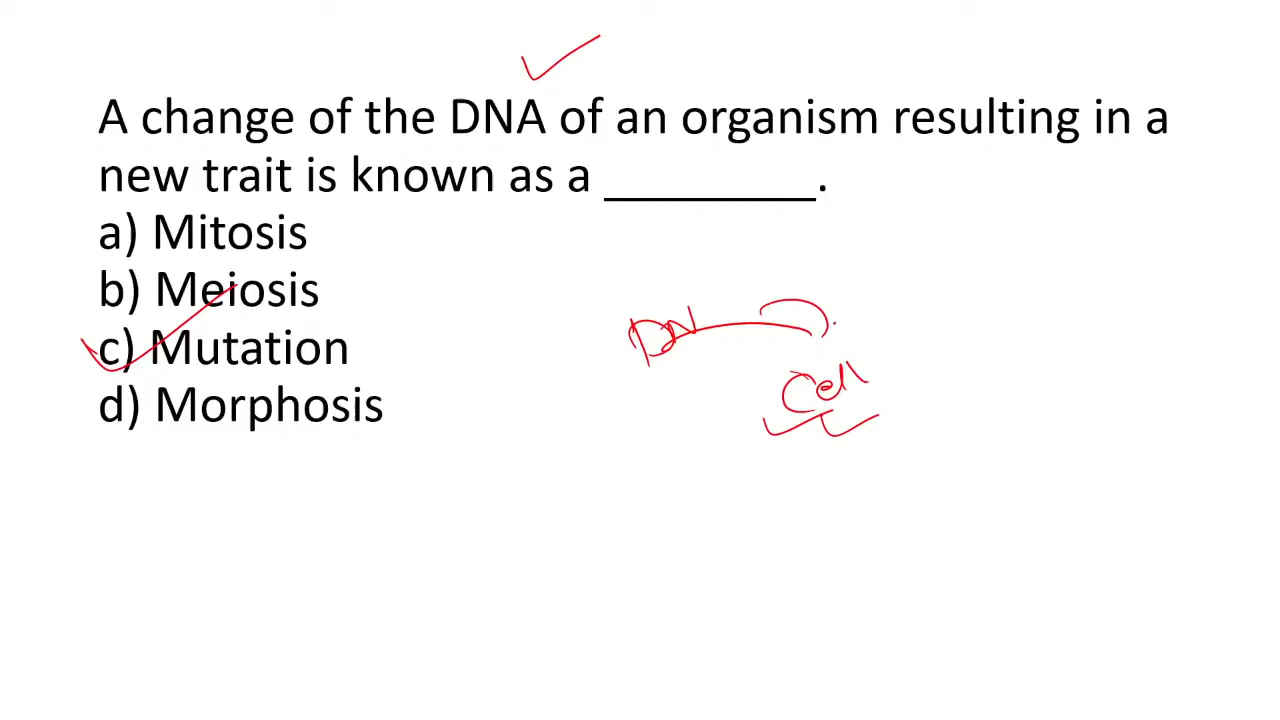 A change of the DNA of an organism resulting in a
new trait is known as a _________.
a) Mitosis
b) Meiosis
c) Mutation
d) Morphosis
DN
Cell